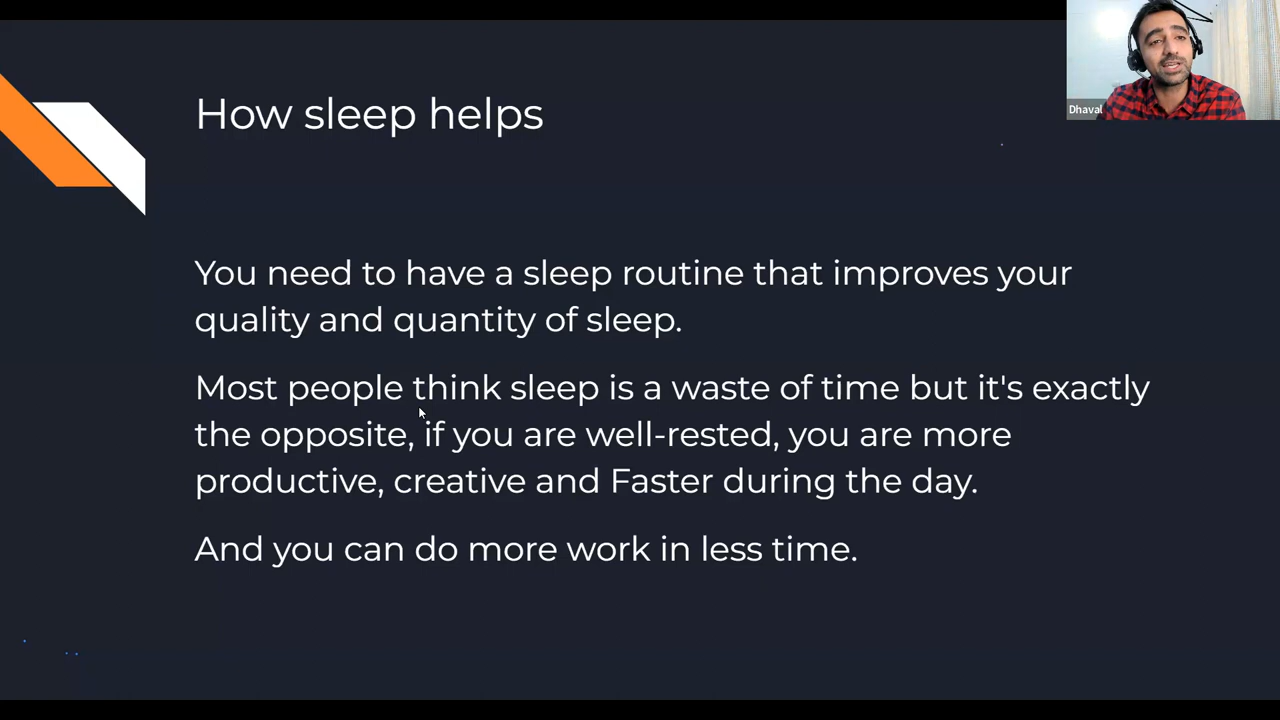 How sleep helps
You need to have a sleep routine that improves your
quality and quantity of sleep.
Most people think sleep is a waste of time but it's exactly
the opposite, if you are well-rested, you are more
productive, creative and Faster during the day.
And you can do more work in less time.
Dhaval